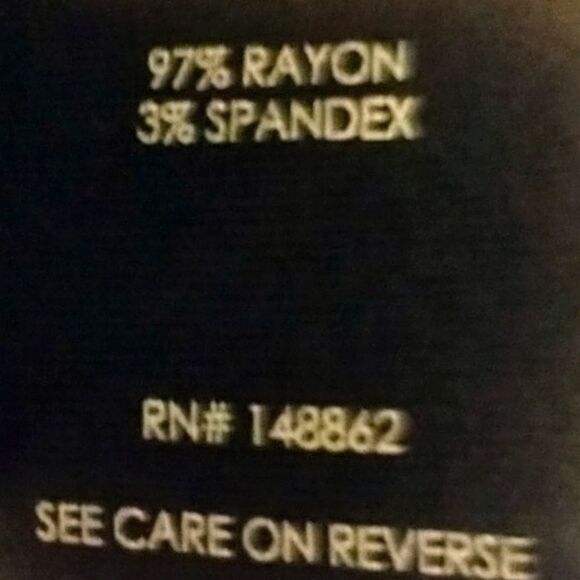 97% RAYON
3% SPANDEX
RN# 148862
SEE CARE ON REVERSE